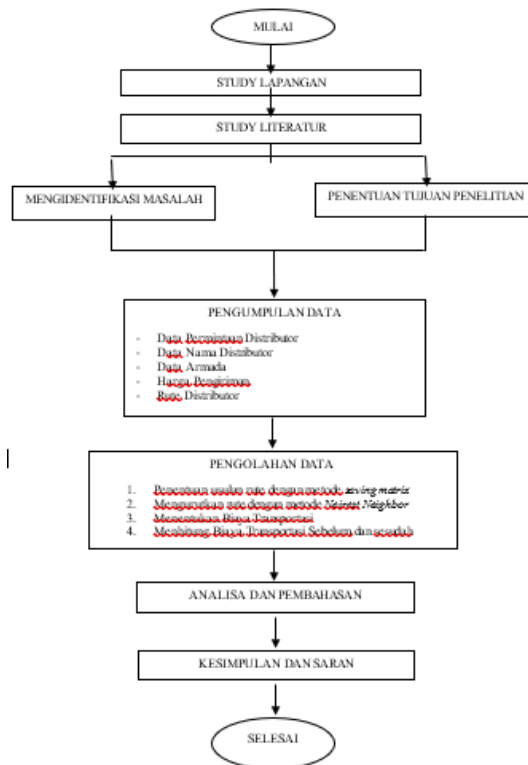 MULAI
STUDY LAPANGAN
STUDY LITERATUR
MENGIDENTIFIKASI MASALAH
PENENTUAN TUJUAN PENELITIAN
PENGUMPULAN DATA
- Data Permintaan Distributor
- Data Nama Distributor
- Data Armada
- Harga Pengiriman
- Rute Distributor
PENGOLAHAN DATA
1. Penentuan usulan rute dengan metode saving matrix
2. Mengurutkan rute dengan metode Nearest Neighbor
3. Menentukan Biaya Transportasi
4. Menhitung Biaya Transportasi Sebelum dan sesudah
ANALISA DAN PEMBAHASAN
KESIMPULAN DAN SARAN
SELESAI